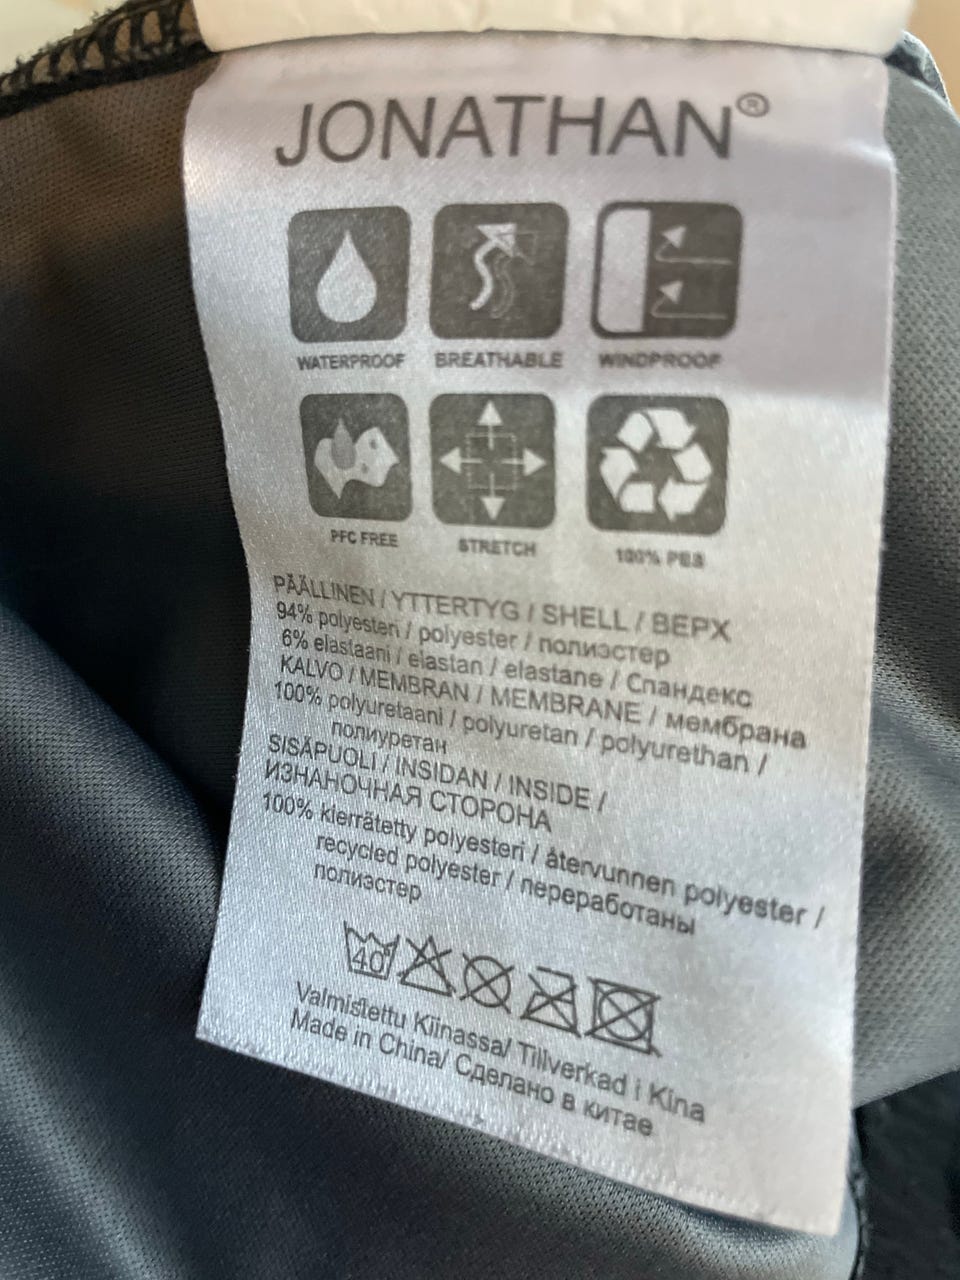 JONATHAN®
WATERPROOF BREATHABLE WINDPROOF
PFC FREE STRETCH 100% PES
PÄÄLLINEN / YTTERTYG / SHELL / ВЕРХ
94% polyesteri / polyester / полиэстер
6% elastaani / elastan / elastane / Спандекс
KALVO / MEMBRAN / MEMBRANE / мембрана
100% polyuretaani / polyuretan / polyurethan /
полиуретан
SISÄPUOLI / INSIDAN / INSIDE /
ИЗНАНОЧНАЯ СТОРОНА
100% kierrätetty polyesteri / återvunnen polyester /
recycled polyester / переработаны
полиэстер
40
Valmistettu Kiinassa/ Tillverkad i Kina
Made in China/ Сделано в китае